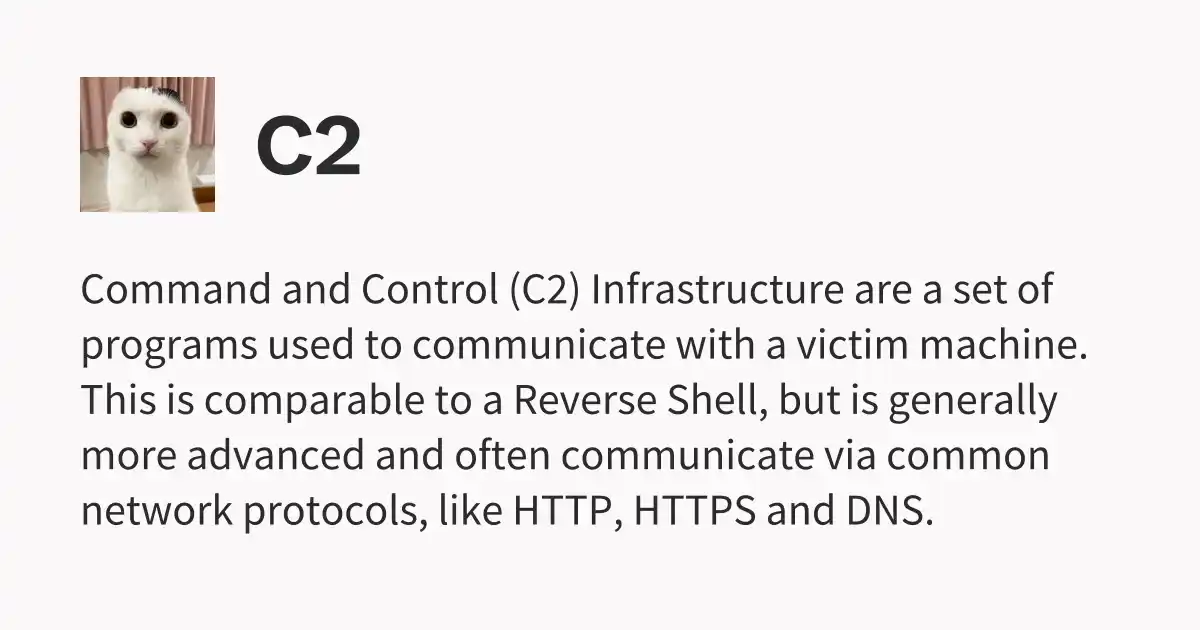 C2
Command and Control (C2) Infrastructure are a set of
programs used to communicate with a victim machine.
This is comparable to a Reverse Shell, but is generally
more advanced and often communicate via common
network protocols, like HTTP, HTTPS and DNS.